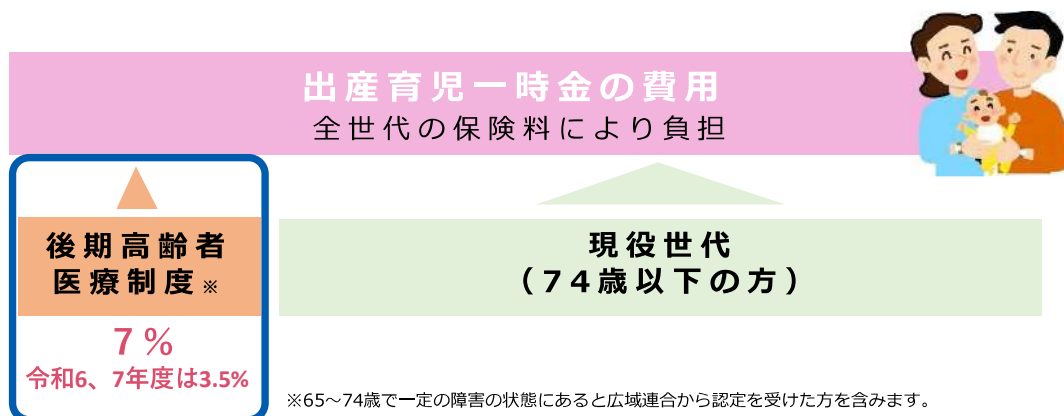 出産育児一時金の費用
全世代の保険料により負担
後期高齢者
医療制度※
7%
令和6、7年度は3.5%
現役世代
(74歳以下の方)
※65～74歳で一定の障害の状態にあると広域連合から認定を受けた方を含みます。